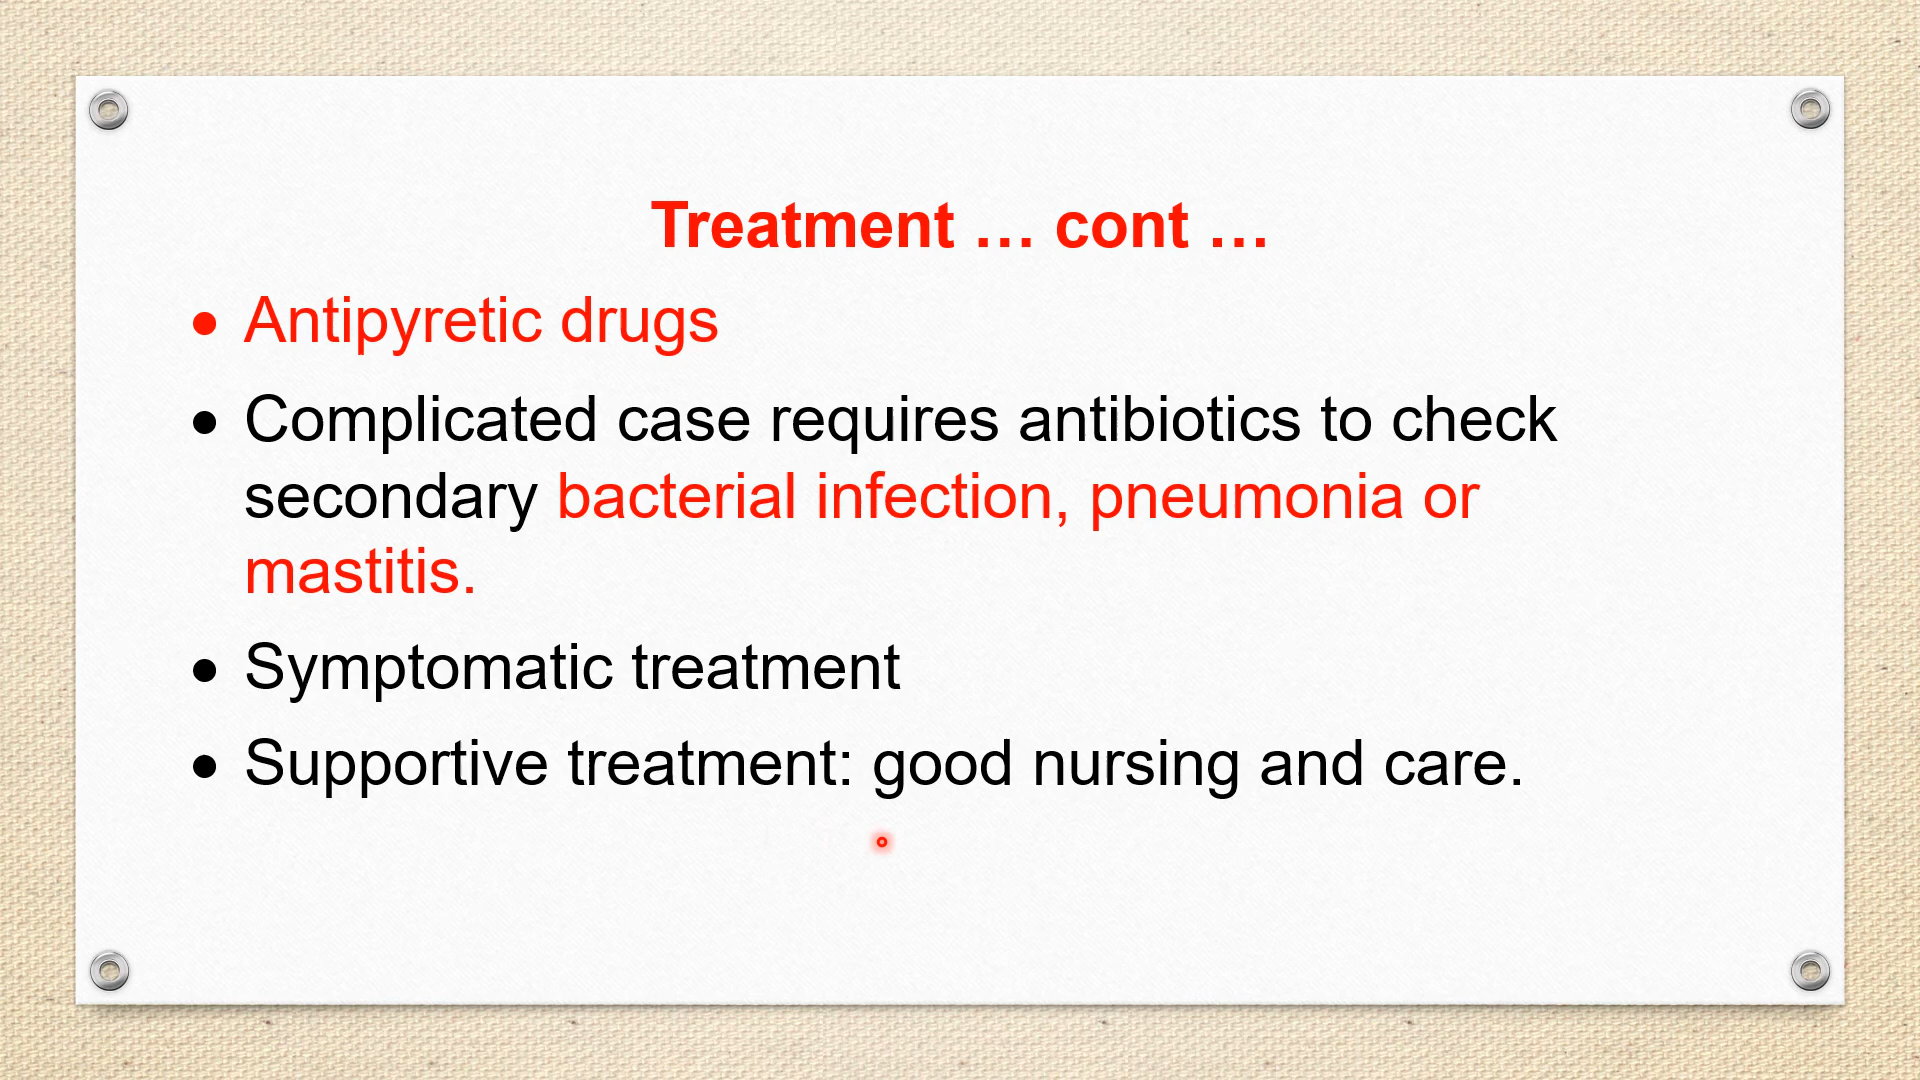 Treatment … cont …
• Antipyretic drugs
• Complicated case requires antibiotics to check
secondary bacterial infection, pneumonia or
mastitis.
• Symptomatic treatment
• Supportive treatment: good nursing and care.